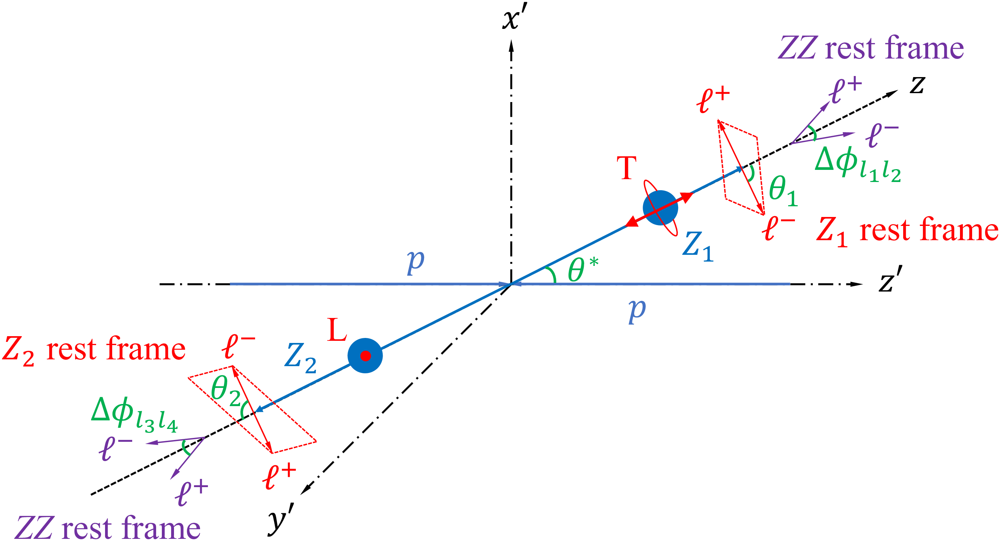 x′
ZZ rest frame
z
ℓ+
ℓ−
Δϕl1l2
ℓ+
T
θ1
ℓ−
Z1 rest frame
Z1
p
θ*
z′
p
L
Z2 rest frame
ℓ−
Z2
θ2
Δϕl3l4
ℓ−
ℓ+
ℓ+
y′
ZZ rest frame